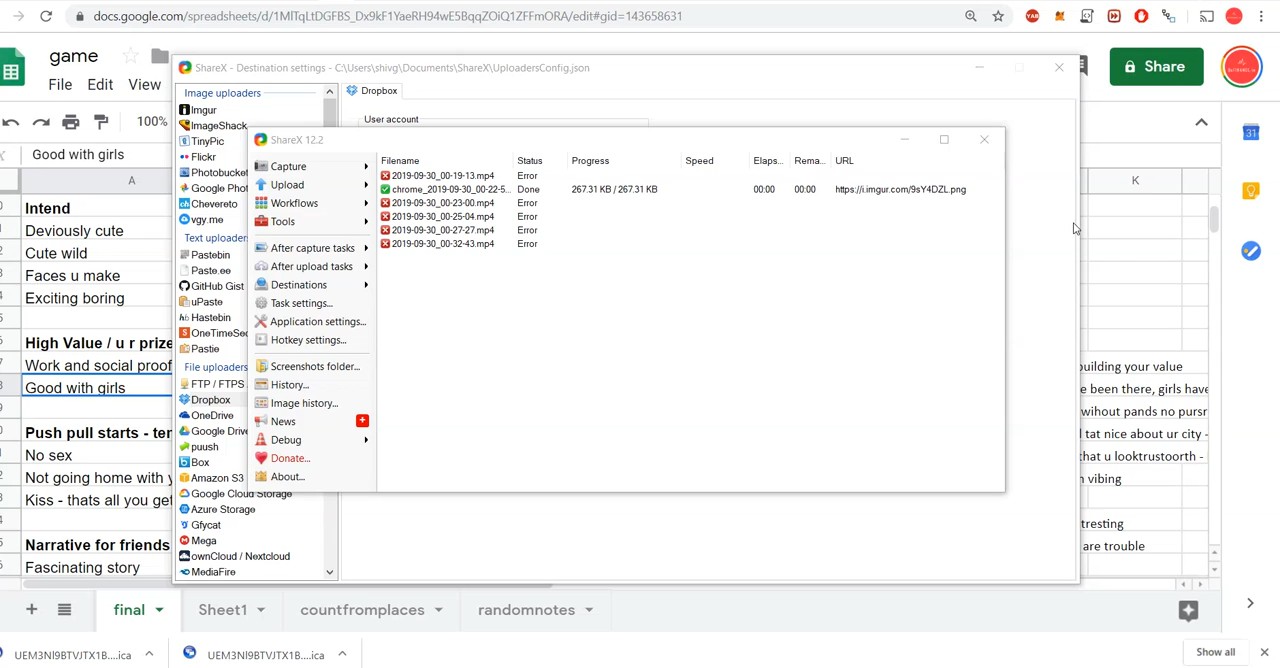 docs.google.com/spreadsheets/d/1MlTqLtDGFBS_Dx9kF1YaeRH94wE5BqqZOiQ1ZFFmORA/edit#gid=143658631
game
File Edit View
Share
100%
Good with girls
A
K
Intend
Deviously cute
Cute wild
Faces u make
Exciting boring
High Value / u r prize
Work and social proof
Good with girls
Push pull starts - ter
No sex
Not going home with y
Kiss - thats all you get
Narrative for friends
Fascinating story
uilding your value
been there, girls have
wihout pands no pursr
tat nice about ur city -
that u looktrustoorth -
n vibing
tresting
are trouble
ShareX - Destination settings - C:\Users\shivg\Documents\ShareX\UploadersConfig.json
Image uploaders
Imgur
ImageShack
TinyPic
Flickr
Photobucket
Google Pho
Chevereto
vgy.me
Text uploaders
Pastebin
Paste.ee
GitHub Gist
uPaste
Hastebin
OneTimeSec
Pastie
File uploaders
FTP / FTPS
Dropbox
OneDrive
Google Driv
puush
Box
Amazon S3
Google Cloud Storage
Azure Storage
Gfycat
Mega
ownCloud / Nextcloud
MediaFire
Dropbox
User account
ShareX 12.2
Capture
Upload
Workflows
Tools
After capture tasks
After upload tasks
Destinations
Task settings...
Application settings...
Hotkey settings...
Screenshots folder...
History...
Image history...
News
Debug
Donate...
About...
Filename Status Progress Speed Elaps... Rema... URL
2019-09-30_00-19-13.mp4 Error
chrome_2019-09-30_00-22-5... Done 267.31 KB / 267.31 KB 00:00 00:00 https://i.imgur.com/9sY4DZL.png
2019-09-30_00-23-00.mp4 Error
2019-09-30_00-25-04.mp4 Error
2019-09-30_00-27-27.mp4 Error
2019-09-30_00-32-43.mp4 Error
31
final Sheet1 countfromplaces randomnotes
UEM3NI9BTVJTX1B....ica UEM3NI9BTVJTX1B....ica Show all